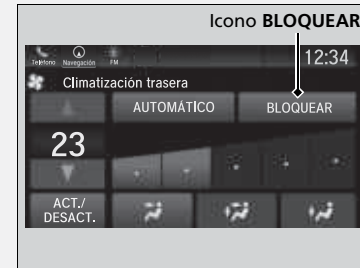 Icono BLOQUEAR
Teléfono Navegación FM 12:34
Climatización trasera
AUTOMÁTICO BLOQUEAR
23
ACT./
DESACT.